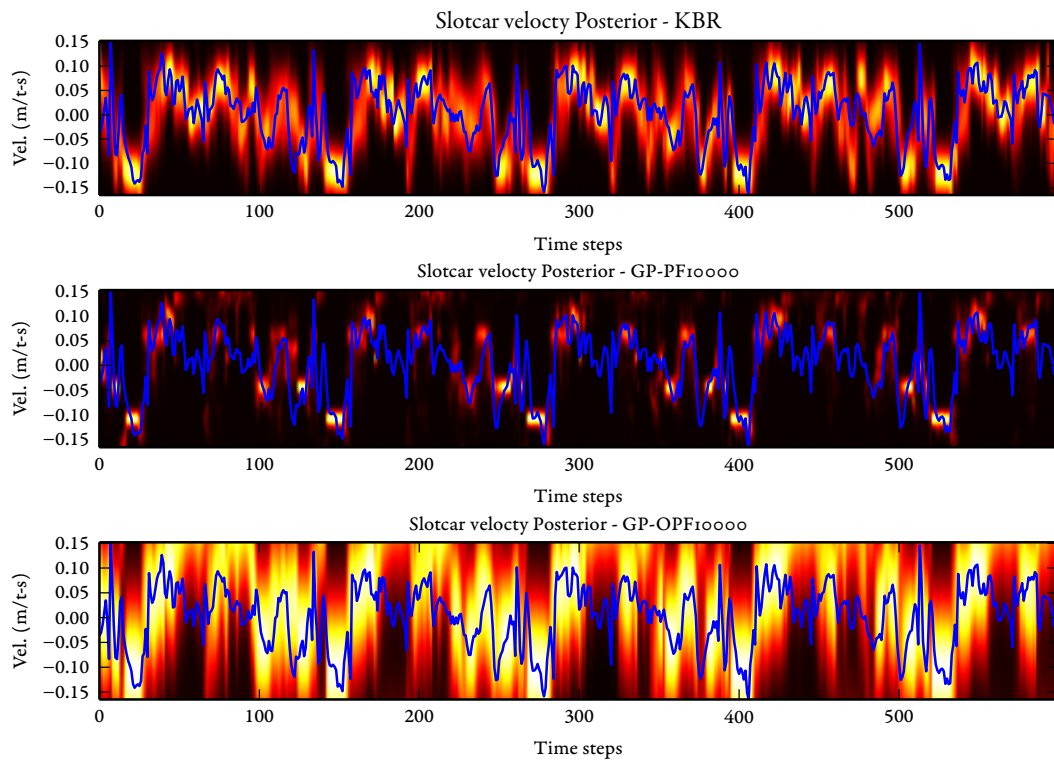 Slotcar velocty Posterior - KBR
Vel. (m/t-s)
0.15
0.10
0.05
0.00
−0.05
−0.10
−0.15
0 100 200 300 400 500
Time steps
Slotcar velocty Posterior - GP-PF10000
Vel. (m/t-s)
0.15
0.10
0.05
0.00
−0.05
−0.10
−0.15
0 100 200 300 400 500
Time steps
Slotcar velocty Posterior - GP-OPF10000
Vel. (m/t-s)
0.15
0.10
0.05
0.00
−0.05
−0.10
−0.15
0 100 200 300 400 500
Time steps